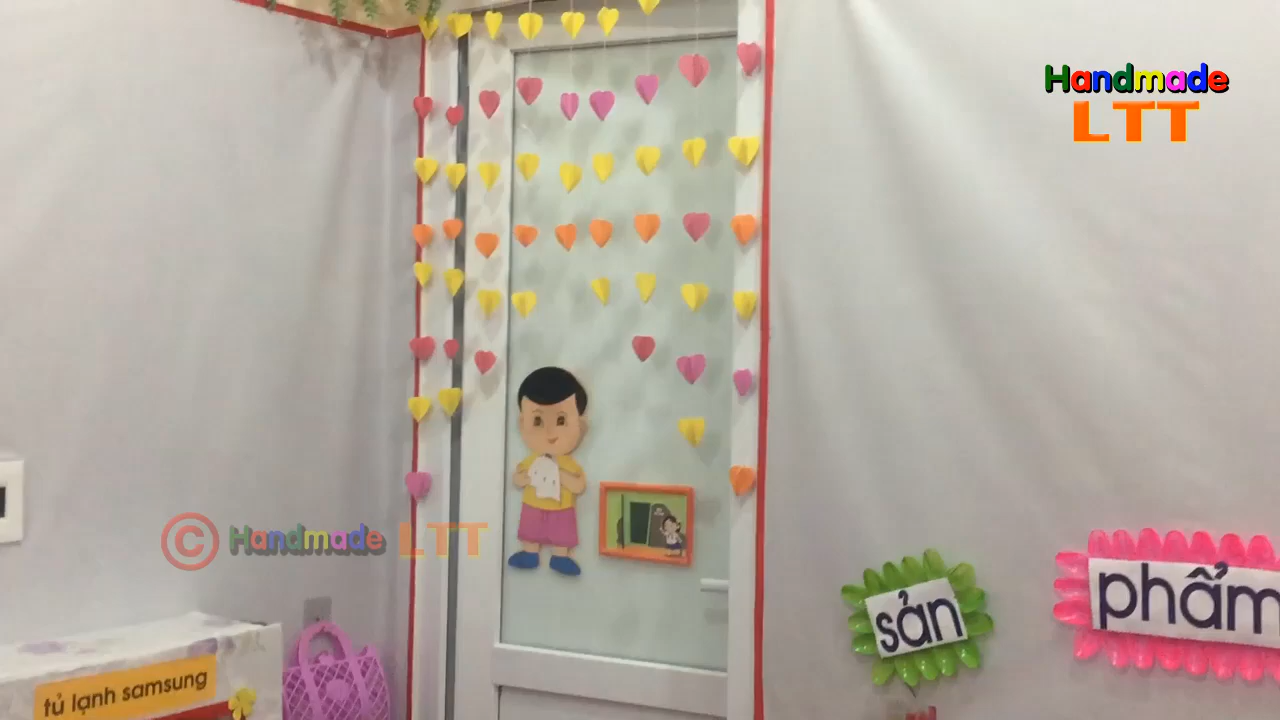 Handmade
LTT
© Handmade LTT
sản
phẩm
tủ lạnh samsung